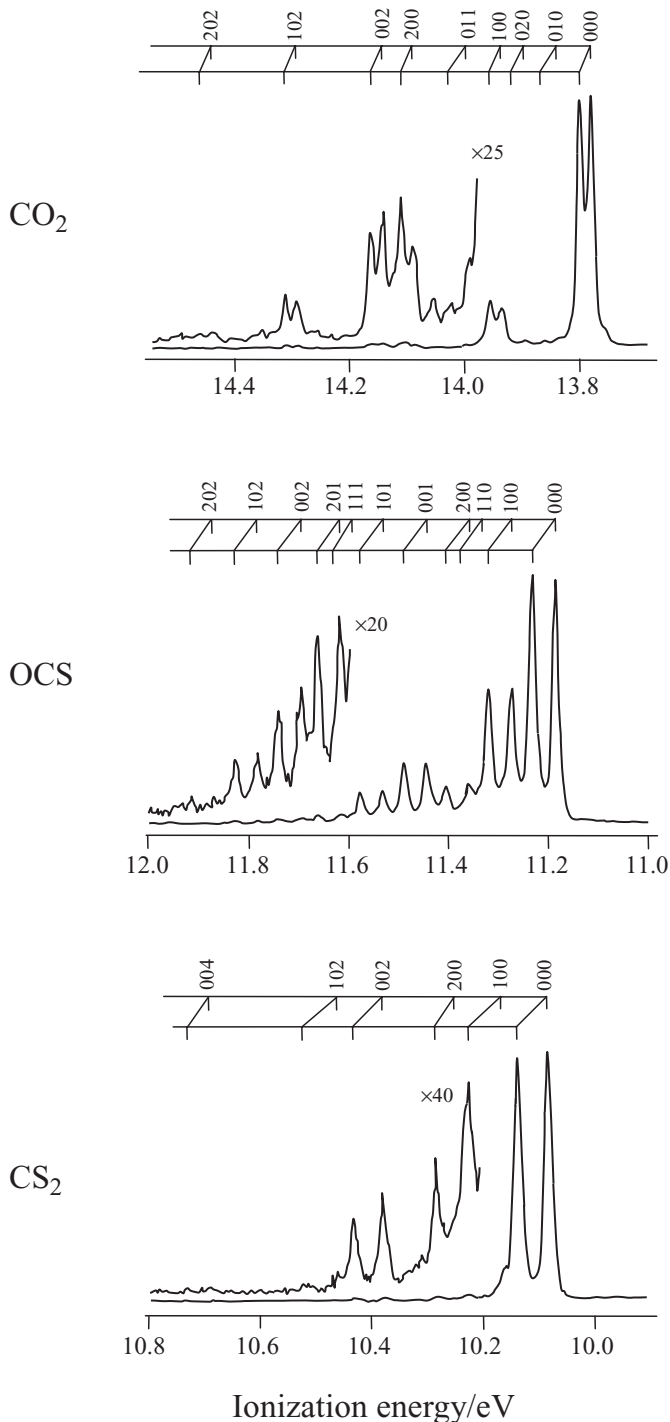 202 102 002 200 011 100 020 010 000
×25
CO₂
14.4 14.2 14.0 13.8
202 102 002 201 111 101 001 200 110 100 000
×20
OCS
12.0 11.8 11.6 11.4 11.2 11.0
004 102 002 200 100 000
×40
CS₂
10.8 10.6 10.4 10.2 10.0
Ionization energy/eV